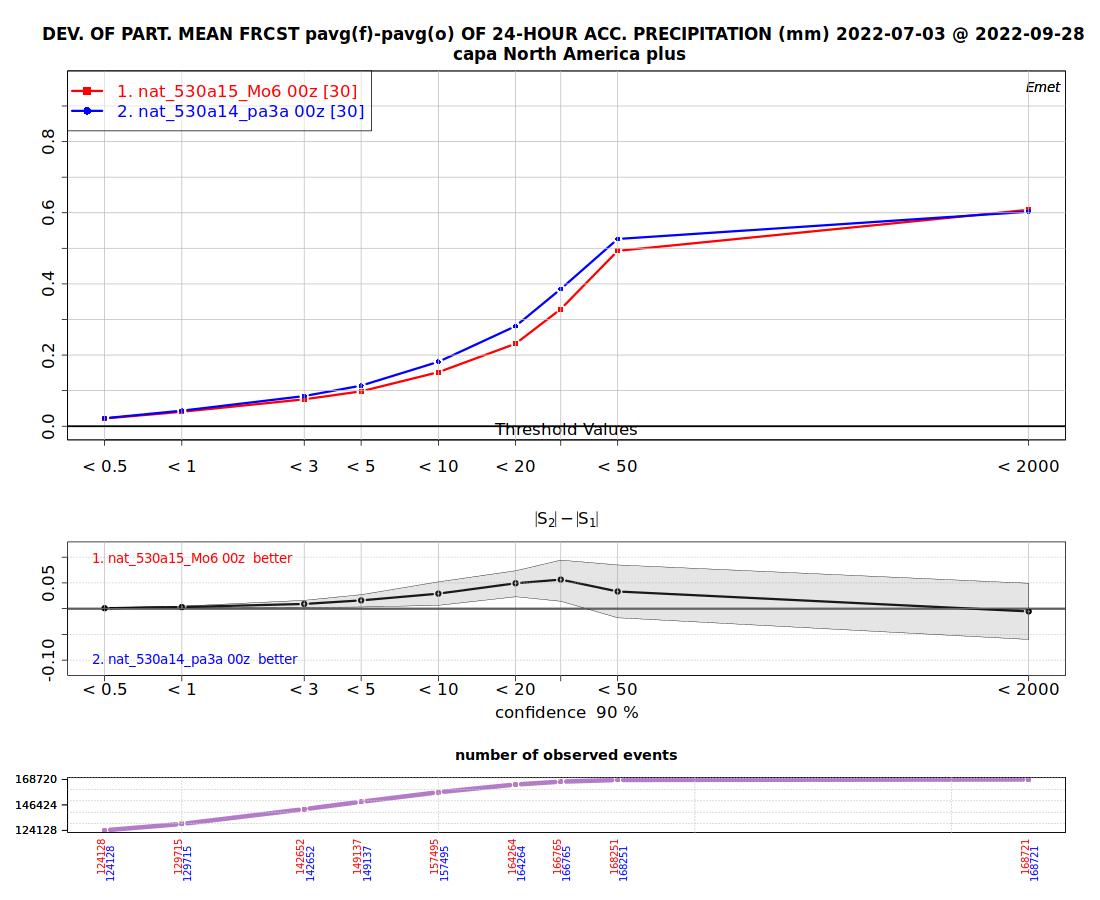 DEV. OF PART. MEAN FRCST pavg(f)-pavg(o) OF 24-HOUR ACC. PRECIPITATION (mm) 2022-07-03 @ 2022-09-28
capa North America plus
1. nat_530a15_Mo6 00z [30]
2. nat_530a14_pa3a 00z [30]
Emet
0.8
0.6
0.4
0.2
0.0
Threshold Values
< 0.5 < 1 < 3 < 5 < 10 < 20 < 50 < 2000
|S2| − |S1|
1. nat_530a15_Mo6 00z better
0.05
-0.10
2. nat_530a14_pa3a 00z better
< 0.5 < 1 < 3 < 5 < 10 < 20 < 50 < 2000
confidence 90 %
number of observed events
168720
146424
124128
124128 129715 142652 149137 157495 164264 166765 168251 168721
124128 129715 142652 149137 157495 164264 166765 168251 168721